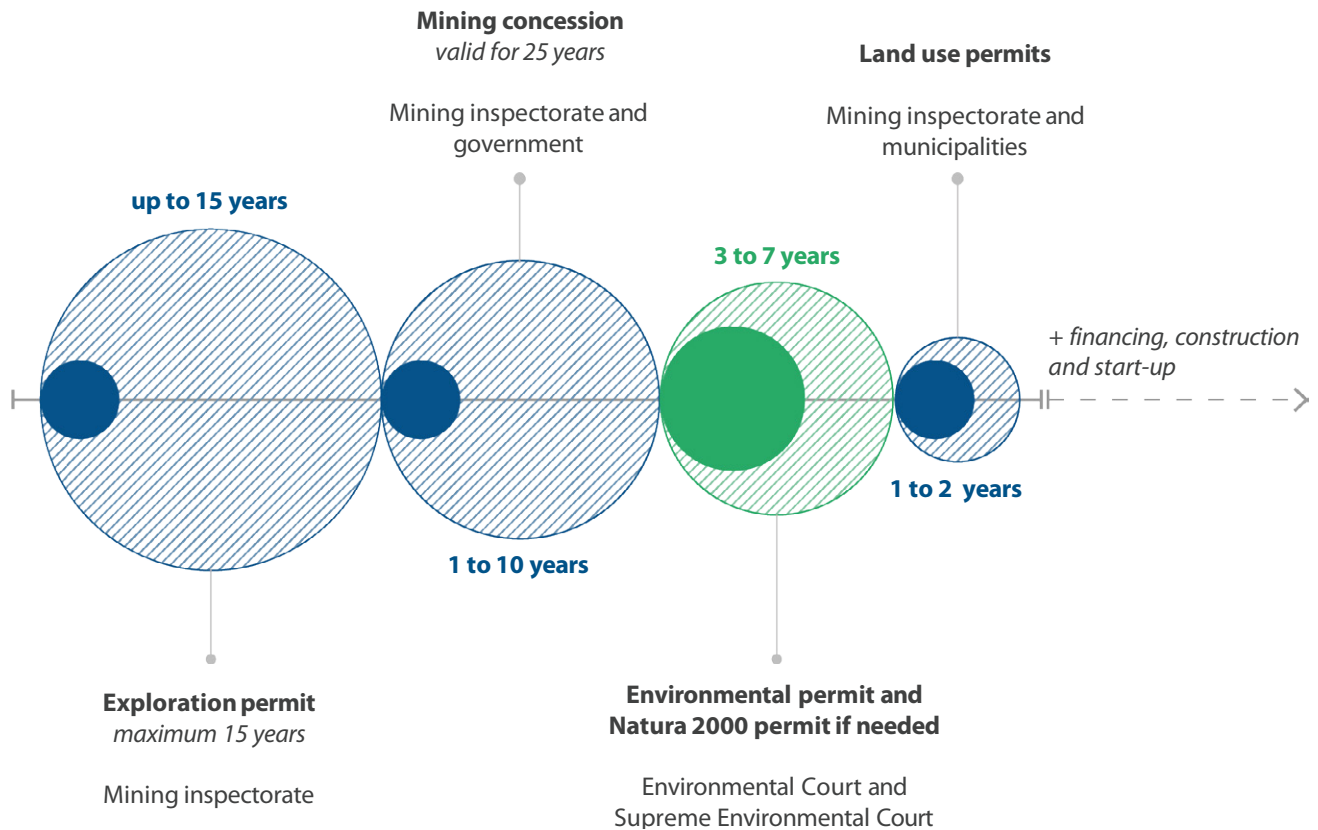 Mining concession
valid for 25 years
Mining inspectorate and
government
Land use permits
Mining inspectorate and
municipalities
up to 15 years
3 to 7 years
+ financing, construction
and start-up
1 to 2 years
1 to 10 years
Exploration permit
maximum 15 years
Mining inspectorate
Environmental permit and
Natura 2000 permit if needed
Environmental Court and
Supreme Environmental Court